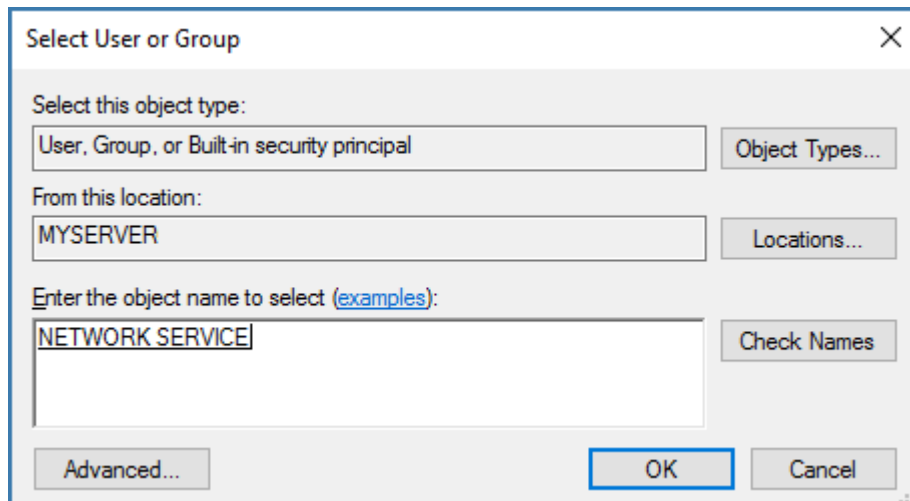 Select User or Group
Select this object type:
User, Group, or Built-in security principal
Object Types...
From this location:
MYSERVER
Locations...
Enter the object name to select (examples):
NETWORK SERVICE
Check Names
Advanced...
OK
Cancel